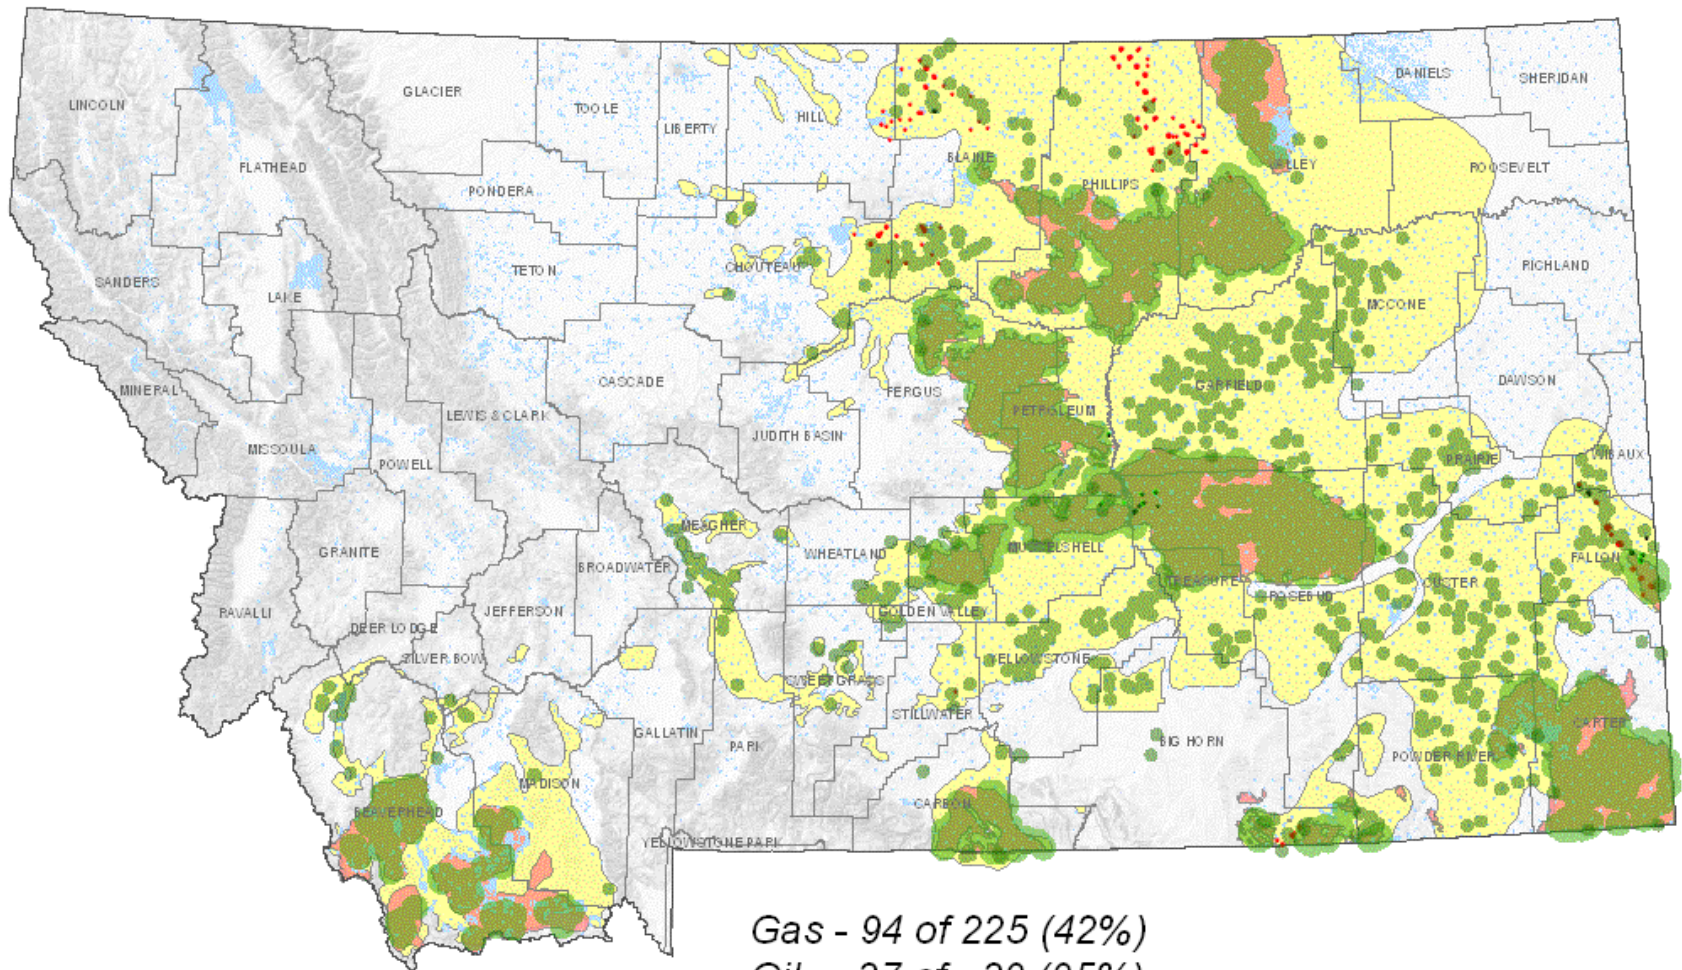 LINCOLN
GLACIER
TOOLE
LIBERTY
HILL
BLAINE
PHILLIPS
VALLEY
DANIELS
SHERIDAN
FLATHEAD
PONDERA
ROOSEVELT
SANDERS
LAKE
TETON
CHOUTEAU
MCCONE
RICHLAND
MINERAL
MISSOULA
POWELL
LEWIS & CLARK
CASCADE
JUDITH BASIN
FERGUS
PETROLEUM
GARFIELD
DAWSON
PRAIRIE
WIBAUX
GRANITE
MEAGHER
BROADWATER
WHEATLAND
MUSSELSHELL
TREASURE
ROSEBUD
CUSTER
FALLON
RAVALLI
DEER LODGE
JEFFERSON
GOLDEN VALLEY
SILVER BOW
SWEET GRASS
YELLOWSTONE
STILLWATER
GALLATIN
PARK
BIG HORN
POWDER RIVER
CARTER
BEAVERHEAD
MADISON
CARBON
YELLOWSTONE PARK
Gas - 94 of 225 (42%)